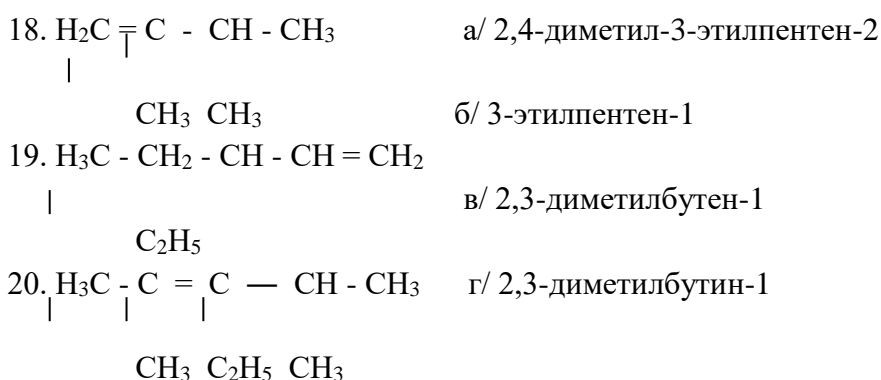 18. H₂C = C - CH - CH₃ а/ 2,4-диметил-3-этилпентен-2
| |
CH₃ CH₃ б/ 3-этилпентен-1
19. H₃C - CH₂ - CH - CH = CH₂
| в/ 2,3-диметилбутен-1
C₂H₅
20. H₃C - C = C — CH - CH₃ г/ 2,3-диметилбутин-1
| | |
CH₃ C₂H₅ CH₃